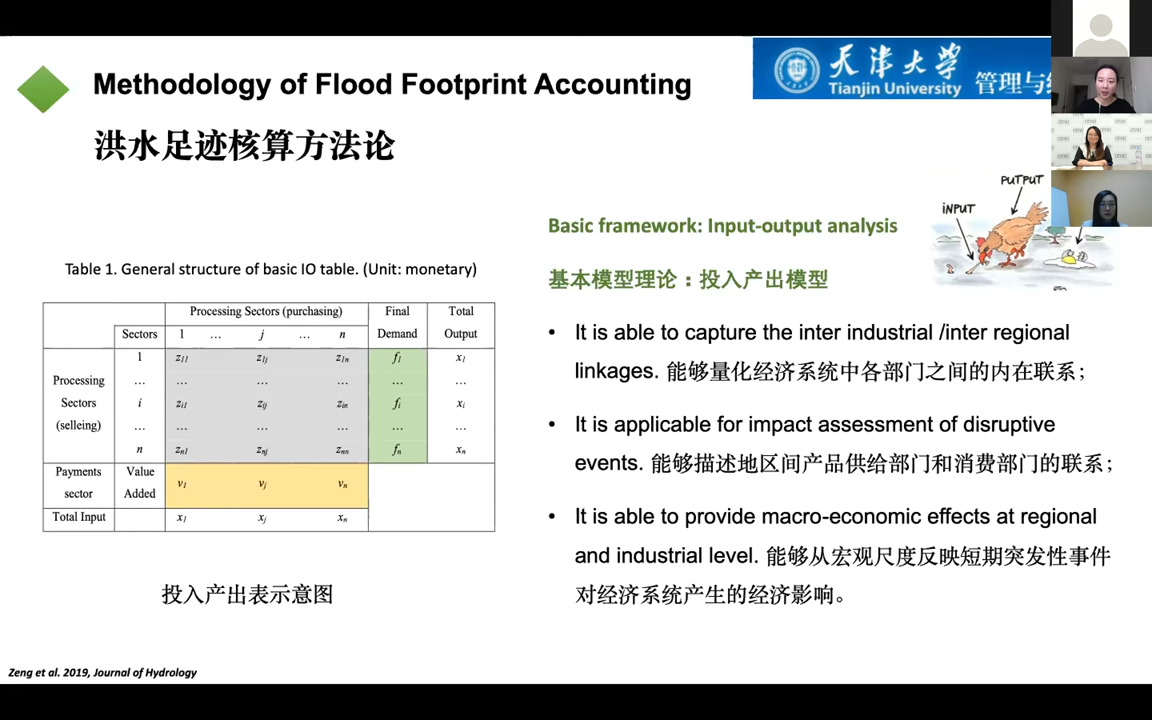 Methodology of Flood Footprint Accounting
洪水足迹核算方法论
天津大学
Tianjin University
管理与
INPUT
PUTPUT
Basic framework: Input-output analysis
基本模型理论：投入产出模型
Table 1. General structure of basic IO table. (Unit: monetary)
Processing Sectors (purchasing) Final Total
Sectors 1 … j … n Demand Output
1 z11 z1j z1n f1 x1
Processing … … … … …
Sectors i zi1 zij zin fi xi
(selleing) … … … … … …
n zn1 znj znn fn xn
Payments Value
sector Added v1 vj vn
Total Input x1 xj xn
投入产出表示意图
• It is able to capture the inter industrial /inter regional
linkages. 能够量化经济系统中各部门之间的内在联系；
• It is applicable for impact assessment of disruptive
events. 能够描述地区间产品供给部门和消费部门的联系；
• It is able to provide macro-economic effects at regional
and industrial level. 能够从宏观尺度反映短期突发性事件
对经济系统产生的经济影响。
Zeng et al. 2019, Journal of Hydrology